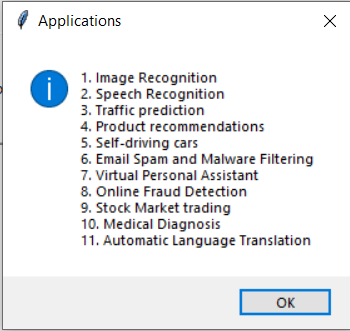 Applications
1. Image Recognition
2. Speech Recognition
3. Traffic prediction
4. Product recommendations
5. Self-driving cars
6. Email Spam and Malware Filtering
7. Virtual Personal Assistant
8. Online Fraud Detection
9. Stock Market trading
10. Medical Diagnosis
11. Automatic Language Translation
OK